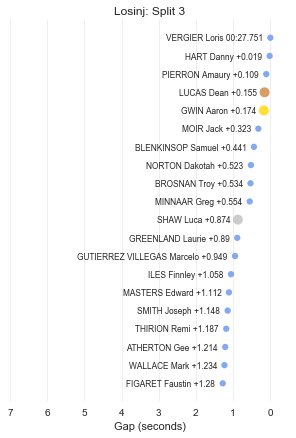 Losinj: Split 3
VERGIER Loris 00:27.751
HART Danny +0.019
PIERRON Amaury +0.109
LUCAS Dean +0.155
GWIN Aaron +0.174
MOIR Jack +0.323
BLENKINSOP Samuel +0.441
NORTON Dakotah +0.523
BROSNAN Troy +0.534
MINNAAR Greg +0.554
SHAW Luca +0.874
GREENLAND Laurie +0.89
GUTIERREZ VILLEGAS Marcelo +0.949
ILES Finnley +1.058
MASTERS Edward +1.112
SMITH Joseph +1.148
THIRION Remi +1.187
ATHERTON Gee +1.214
WALLACE Mark +1.234
FIGARET Faustin +1.28
7 6 5 4 3 2 1 0
Gap (seconds)